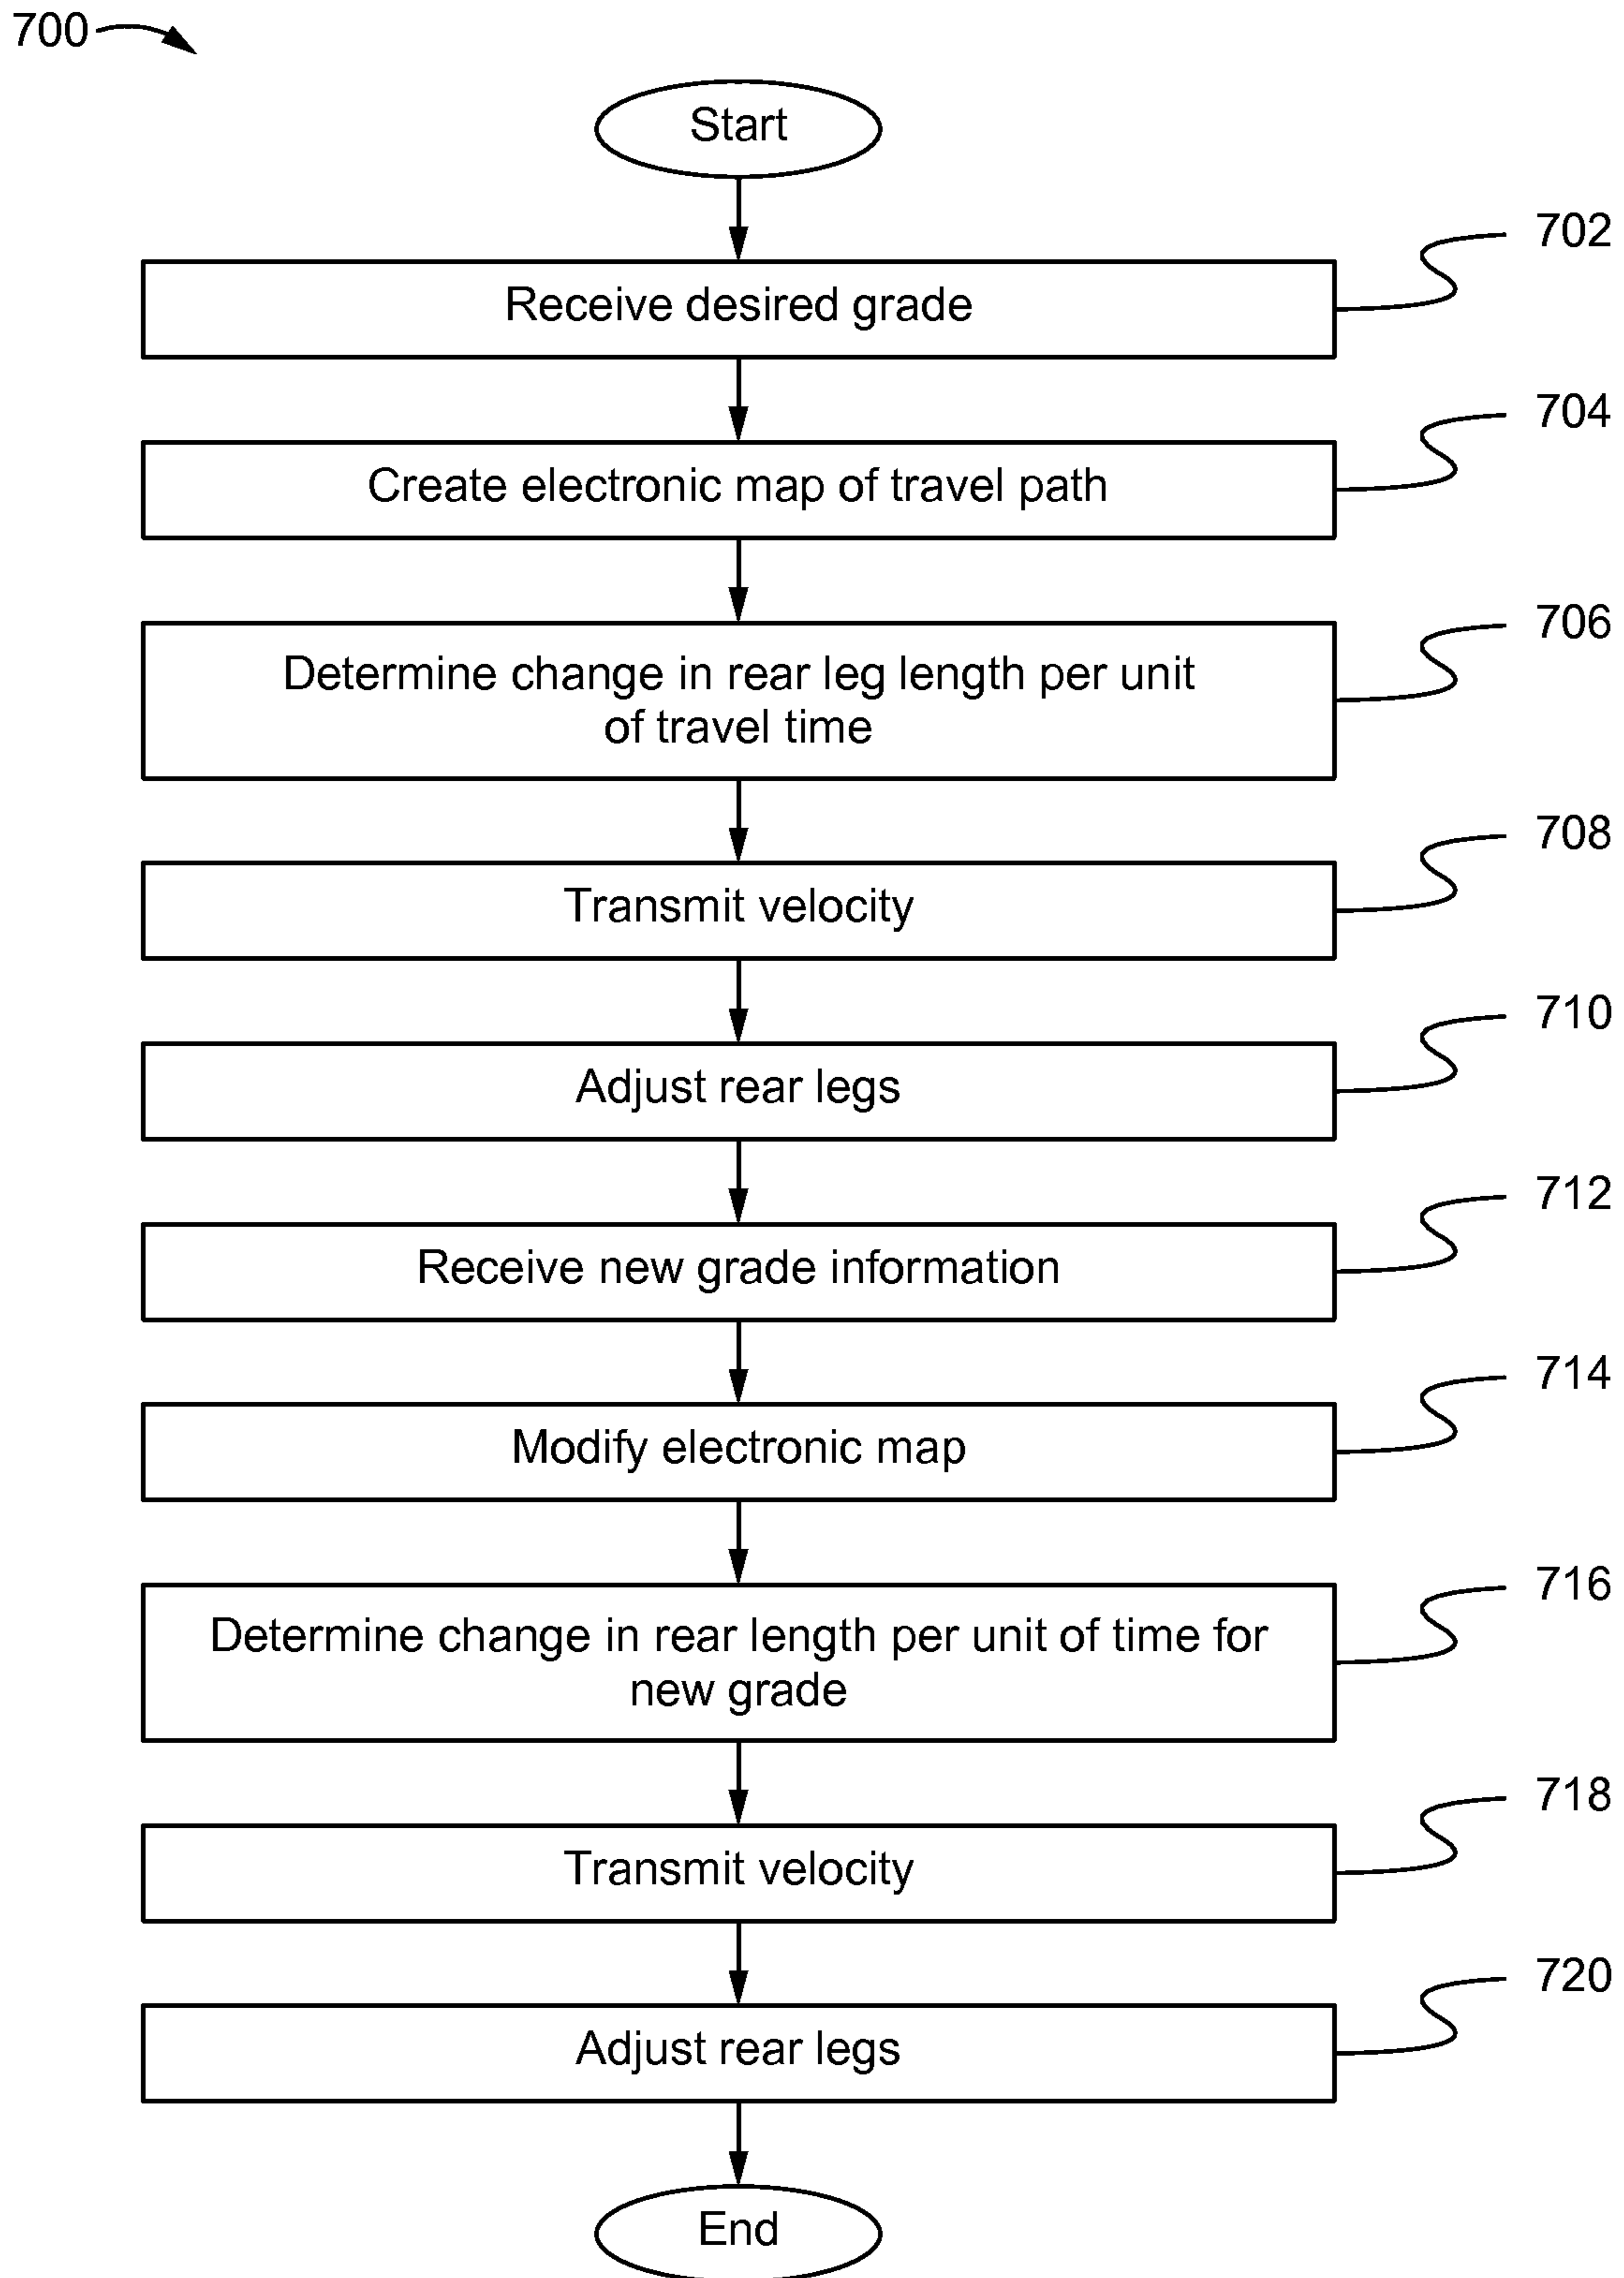 700
Start
702
Receive desired grade
704
Create electronic map of travel path
706
Determine change in rear leg length per unit
of travel time
708
Transmit velocity
710
Adjust rear legs
712
Receive new grade information
714
Modify electronic map
716
Determine change in rear length per unit of time for
new grade
718
Transmit velocity
720
Adjust rear legs
End